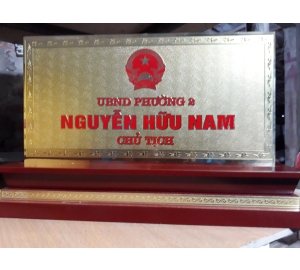 UBND PHƯỜNG 2
NGUYỄN HỮU NAM
CHỦ TỊCH